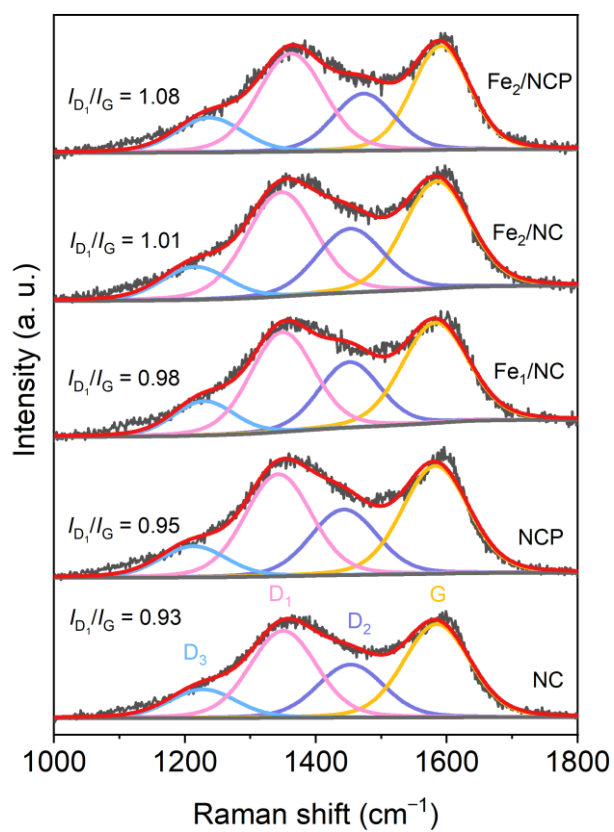 Fe₂/NCP
I_D₁/I_G = 1.08
Fe₂/NC
I_D₁/I_G = 1.01
Fe₁/NC
I_D₁/I_G = 0.98
NCP
I_D₁/I_G = 0.95
I_D₁/I_G = 0.93
D₃
D₁
D₂
G
NC
Intensity (a. u.)
1000 1200 1400 1600 1800
Raman shift (cm⁻¹)